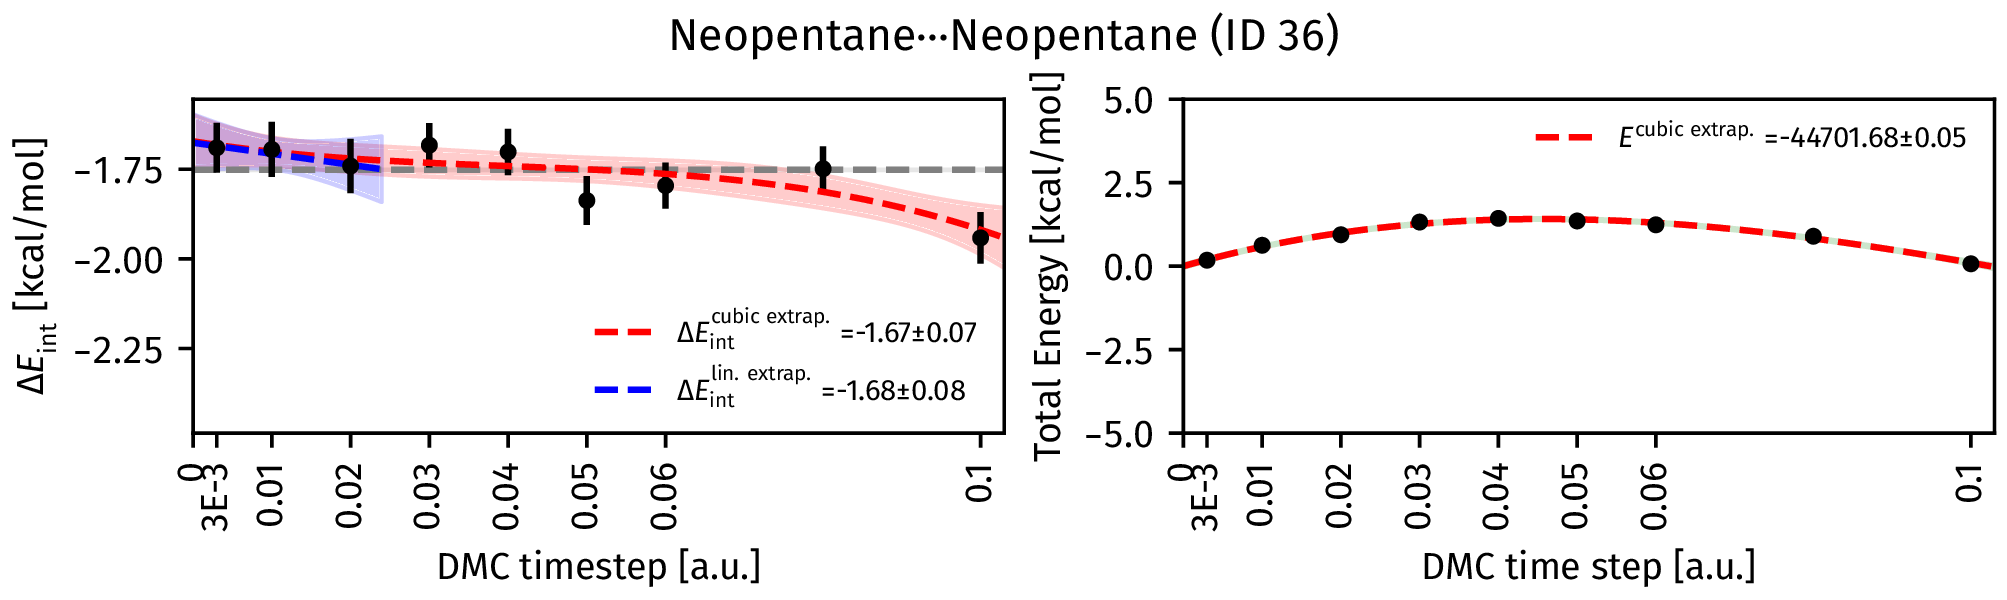 Neopentane···Neopentane (ID 36)
ΔE_int [kcal/mol]
−1.75
−2.00
−2.25
ΔE_int^cubic extrap. =-1.67±0.07
ΔE_int^lin. extrap. =-1.68±0.08
0
3E-3
0.01
0.02
0.03
0.04
0.05
0.06
0.1
DMC timestep [a.u.]
Total Energy [kcal/mol]
5.0
2.5
0.0
−2.5
−5.0
E^cubic extrap. =-44701.68±0.05
0
3E-3
0.01
0.02
0.03
0.04
0.05
0.06
0.1
DMC time step [a.u.]